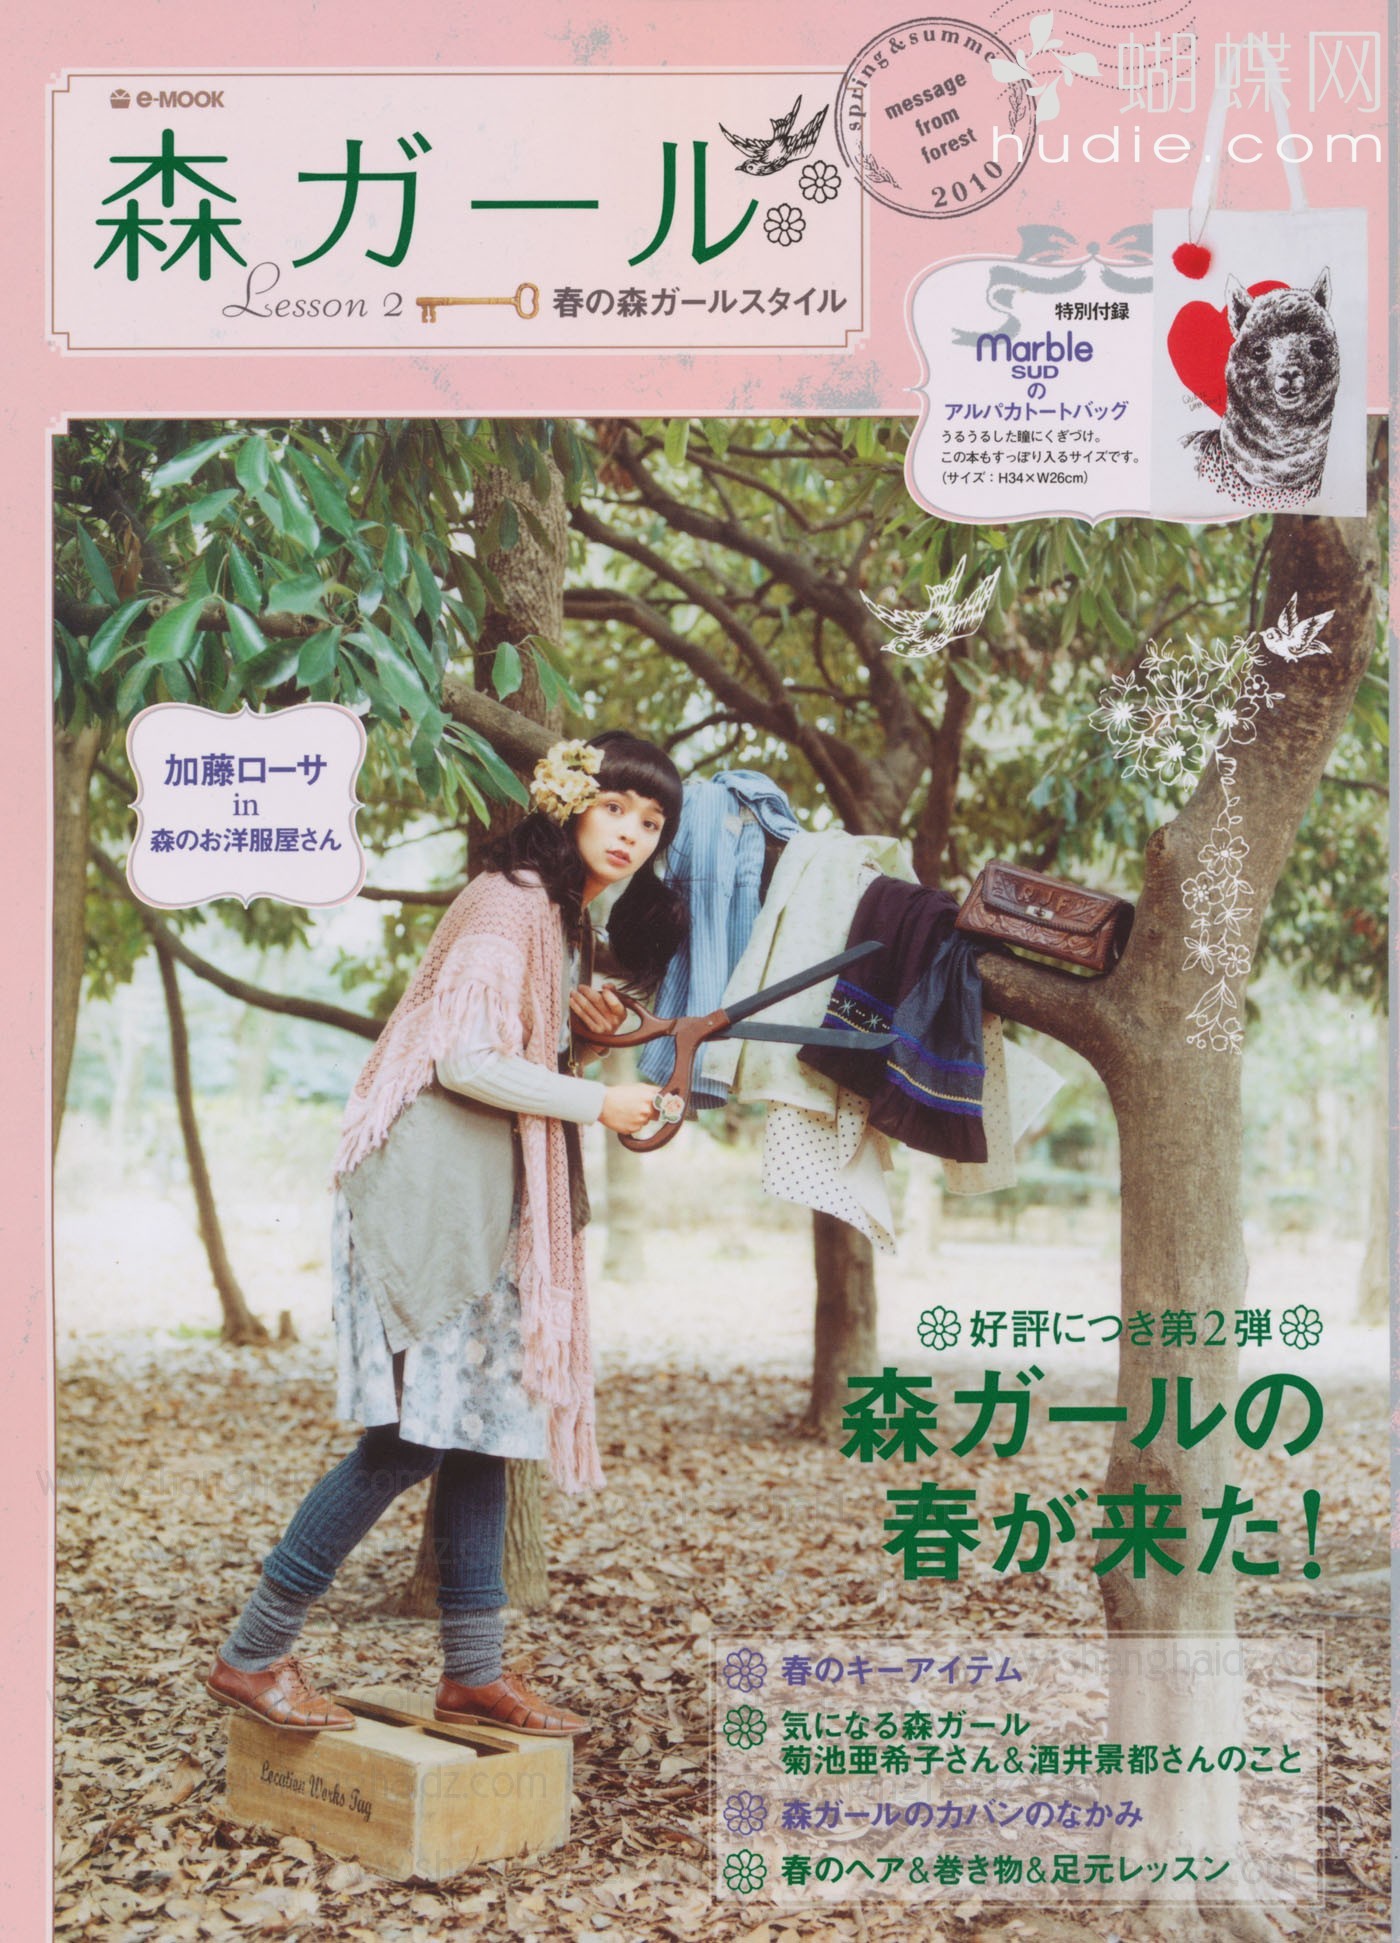 e-MOOK
森ガール
Lesson 2
春の森ガールスタイル
spring & summe
message
from
forest
2010
蝴蝶网
hudie.com
特別付録
marble
SUD
の
アルパカトートバッグ
うるうるした瞳にくぎづけ。
この本もすっぽり入るサイズです。
(サイズ:H34×W26cm)
加藤ローサ
in
森のお洋服屋さん
RJF
好評につき第2弾
森ガールの
春が来た!
春のキーアイテム
気になる森ガール
菊池亜希子さん&酒井景都さんのこと
森ガールのカバンのなかみ
春のヘア&巻き物&足元レッスン
Location Works Tag
www.shanghaidz.com